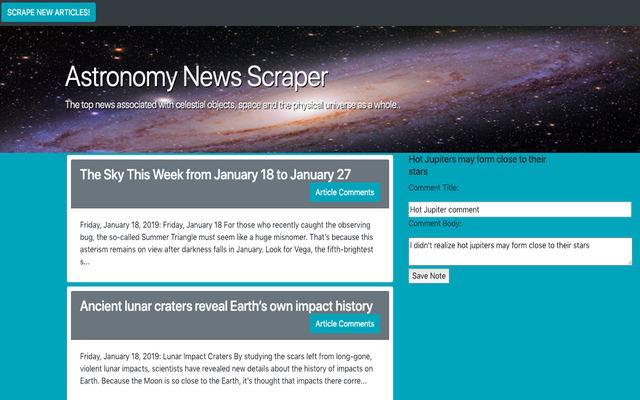 SCRAPE NEW ARTICLES!
Astronomy News Scraper
The top news associated with celestial objects, space and the physical universe as a whole..
The Sky This Week from January 18 to January 27
Article Comments
Friday, January 18, 2019: Friday, January 18 For those who recently caught the observing
bug, the so-called Summer Triangle must seem like a huge misnomer. That's because this
asterism remains on view after darkness falls in January. Look for Vega, the fifth-brightest
s...
Ancient lunar craters reveal Earth's own impact history
Article Comments
Friday, January 18, 2019: Lunar Impact Craters By studying the scars left from long-gone,
violent lunar impacts, scientists have revealed new details about the history of impacts on
Earth. Because the Moon is so close to the Earth, it's thought that impacts there corre...
Hot Jupiters may form close to their
stars
Comment Title:
Hot Jupiter comment
Comment Body:
I didn't realize hot jupiters may form close to their stars
Save Note